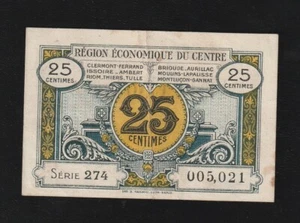 RÉGION ÉCONOMIQUE DU CENTRE
25 CENTIMES
CLERMONT-FERRAND
ISSOIRE - AMBERT
RIOM, THIERS, TULLE
BRIOUDE - AURILLAC
MOULINS - LAPALISSE
MONTLUÇON - GANNAT
25 CENTIMES
25
CENTIMES
SÉRIE 274
005,021